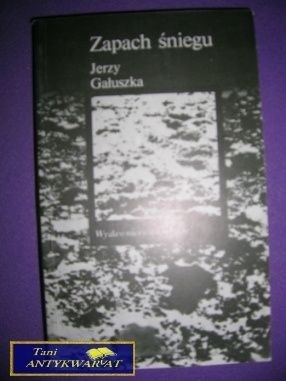 Zapach śniegu
Jerzy
Gałuszka
Tani
ANTYKWARIAT